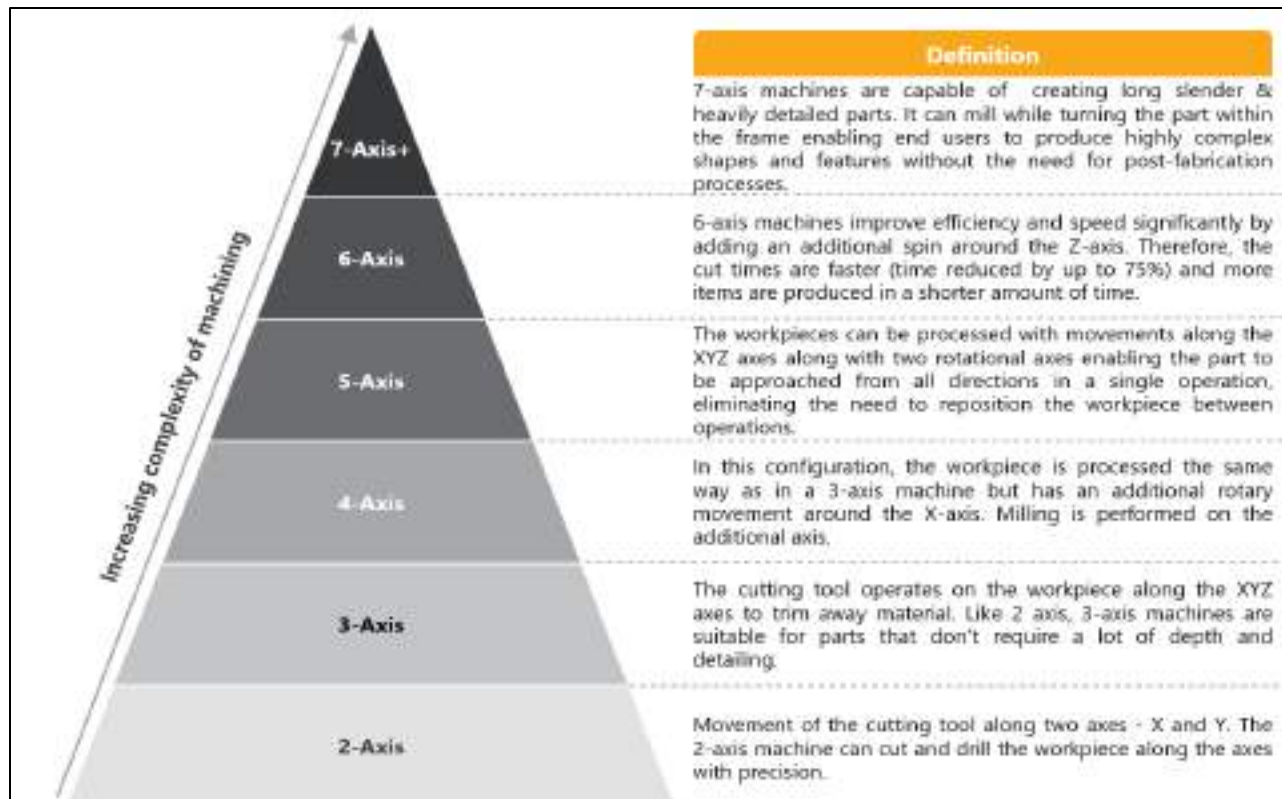 Definition
7-Axis+
7-axis machines are capable of creating long slender &
heavily detailed parts. It can mill while turning the part within
the frame enabling end users to produce highly complex
shapes and features without the need for post-fabrication
processes.
6-Axis
6-axis machines improve efficiency and speed significantly by
adding an additional spin around the Z-axis. Therefore, the
cut times are faster (time reduced by up to 75%) and more
items are produced in a shorter amount of time.
5-Axis
The workpieces can be processed with movements along the
XYZ axes along with two rotational axes enabling the part to
be approached from all directions in a single operation,
eliminating the need to reposition the workpiece between
operations.
4-Axis
In this configuration, the workpiece is processed the same
way as in a 3-axis machine but has an additional rotary
movement around the X-axis. Milling is performed on the
additional axis.
3-Axis
The cutting tool operates on the workpiece along the XYZ
axes to trim away material. Like 2 axis, 3-axis machines are
suitable for parts that don't require a lot of depth and
detailing.
2-Axis
Movement of the cutting tool along two axes - X and Y. The
2-axis machine can cut and drill the workpiece along the axes
with precision.
Increasing complexity of machining